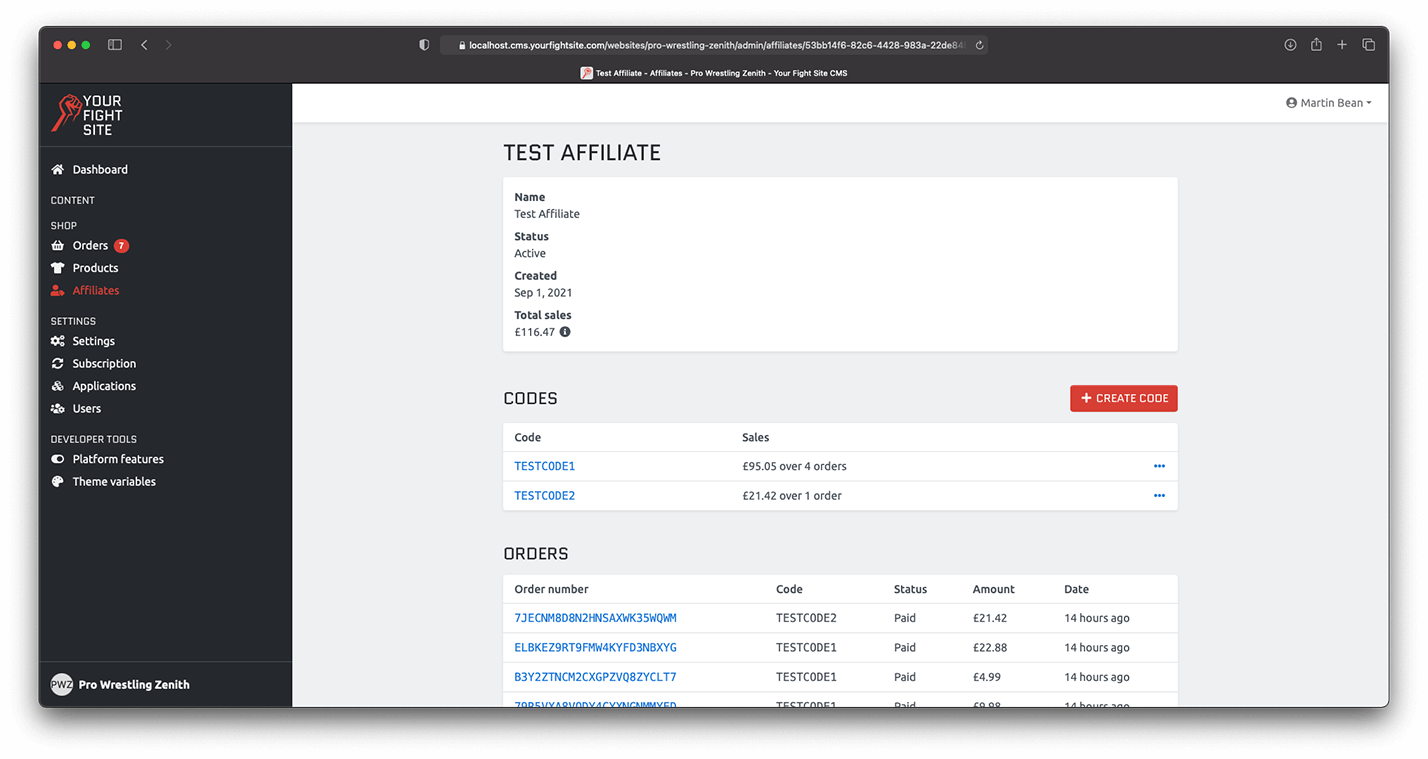 localhost.cms.yourfightsite.com/websites/pro-wrestling-zenith/admin/affiliates/53bb14f6-82c6-4428-983a-22de84
Test Affiliate - Affiliates - Pro Wrestling Zenith - Your Fight Site CMS
YOUR
FIGHT
SITE
Martin Bean
Dashboard
CONTENT
SHOP
Orders 7
Products
Affiliates
SETTINGS
Settings
Subscription
Applications
Users
DEVELOPER TOOLS
Platform features
Theme variables
PWZ Pro Wrestling Zenith
TEST AFFILIATE
Name
Test Affiliate
Status
Active
Created
Sep 1, 2021
Total sales
£116.47
CODES
+ CREATE CODE
Code Sales
TESTCODE1 £95.05 over 4 orders
TESTCODE2 £21.42 over 1 order
ORDERS
Order number Code Status Amount Date
7JECNM8D8N2HNSAXWK35WQWM TESTCODE2 Paid £21.42 14 hours ago
ELBKEZ9RT9FMW4KYFD3NBXYG TESTCODE1 Paid £22.88 14 hours ago
B3Y2ZTNCM2CXGPZVQ8ZYCLT7 TESTCODE1 Paid £4.99 14 hours ago
TESTCODE1 Paid £9.98 14 hours ago